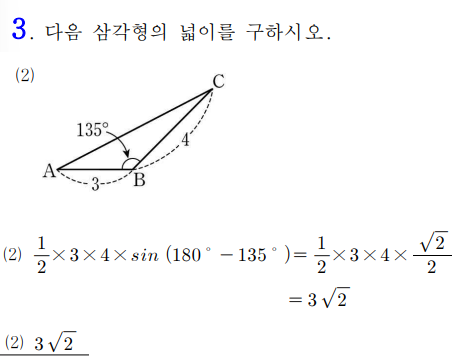 3. 다음 삼각형의 넓이를 구하시오.
(2)
C
135°
4
A
3
B
(2) 1/2 × 3 × 4 × sin (180° − 135°) = 1/2 × 3 × 4 × √2/2
= 3√2
(2) 3√2